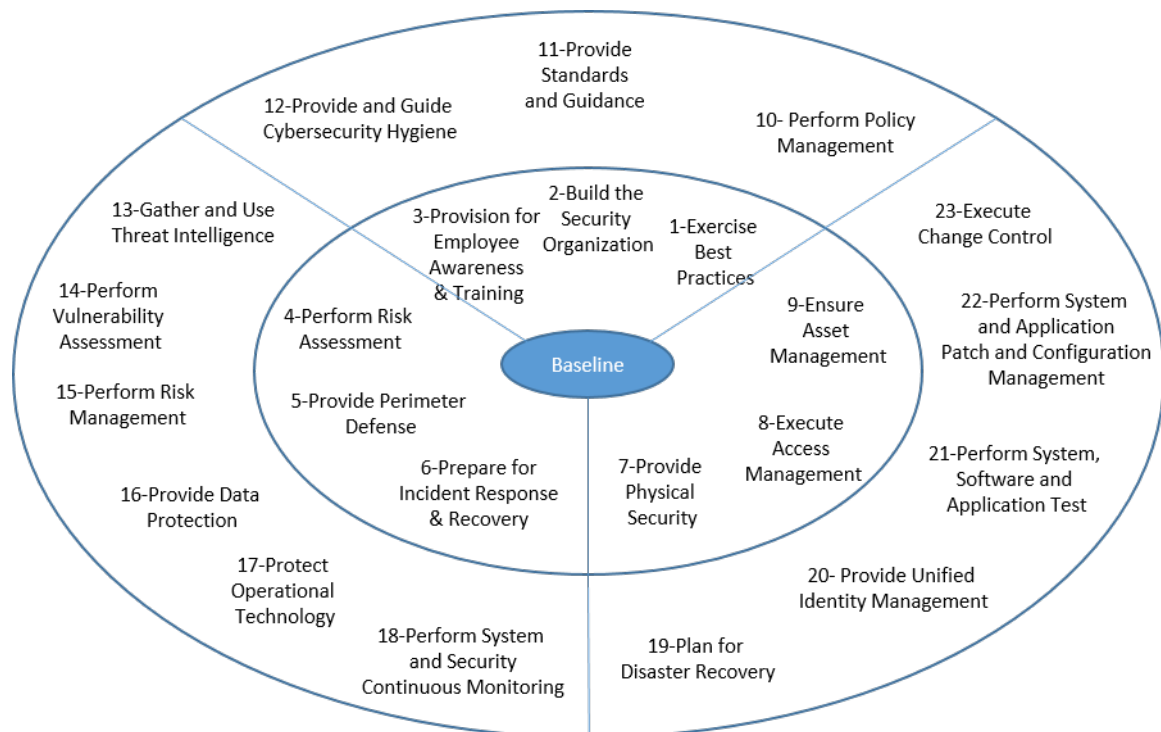 11-Provide
Standards
and Guidance
12-Provide and Guide
Cybersecurity Hygiene
10- Perform Policy
Management
13-Gather and Use
Threat Intelligence
3-Provision for
Employee
Awareness
& Training
2-Build the
Security
Organization
1-Exercise
Best
Practices
23-Execute
Change Control
14-Perform
Vulnerability
Assessment
4-Perform Risk
Assessment
9-Ensure
Asset
Management
22-Perform System
and Application
Patch and Configuration
Management
Baseline
15-Perform Risk
Management
5-Provide Perimeter
Defense
8-Execute
Access
Management
6-Prepare for
Incident Response
& Recovery
7-Provide
Physical
Security
21-Perform System,
Software and
Application Test
16-Provide Data
Protection
17-Protect
Operational
Technology
20- Provide Unified
Identity Management
18-Perform System
and Security
Continuous Monitoring
19-Plan for
Disaster Recovery